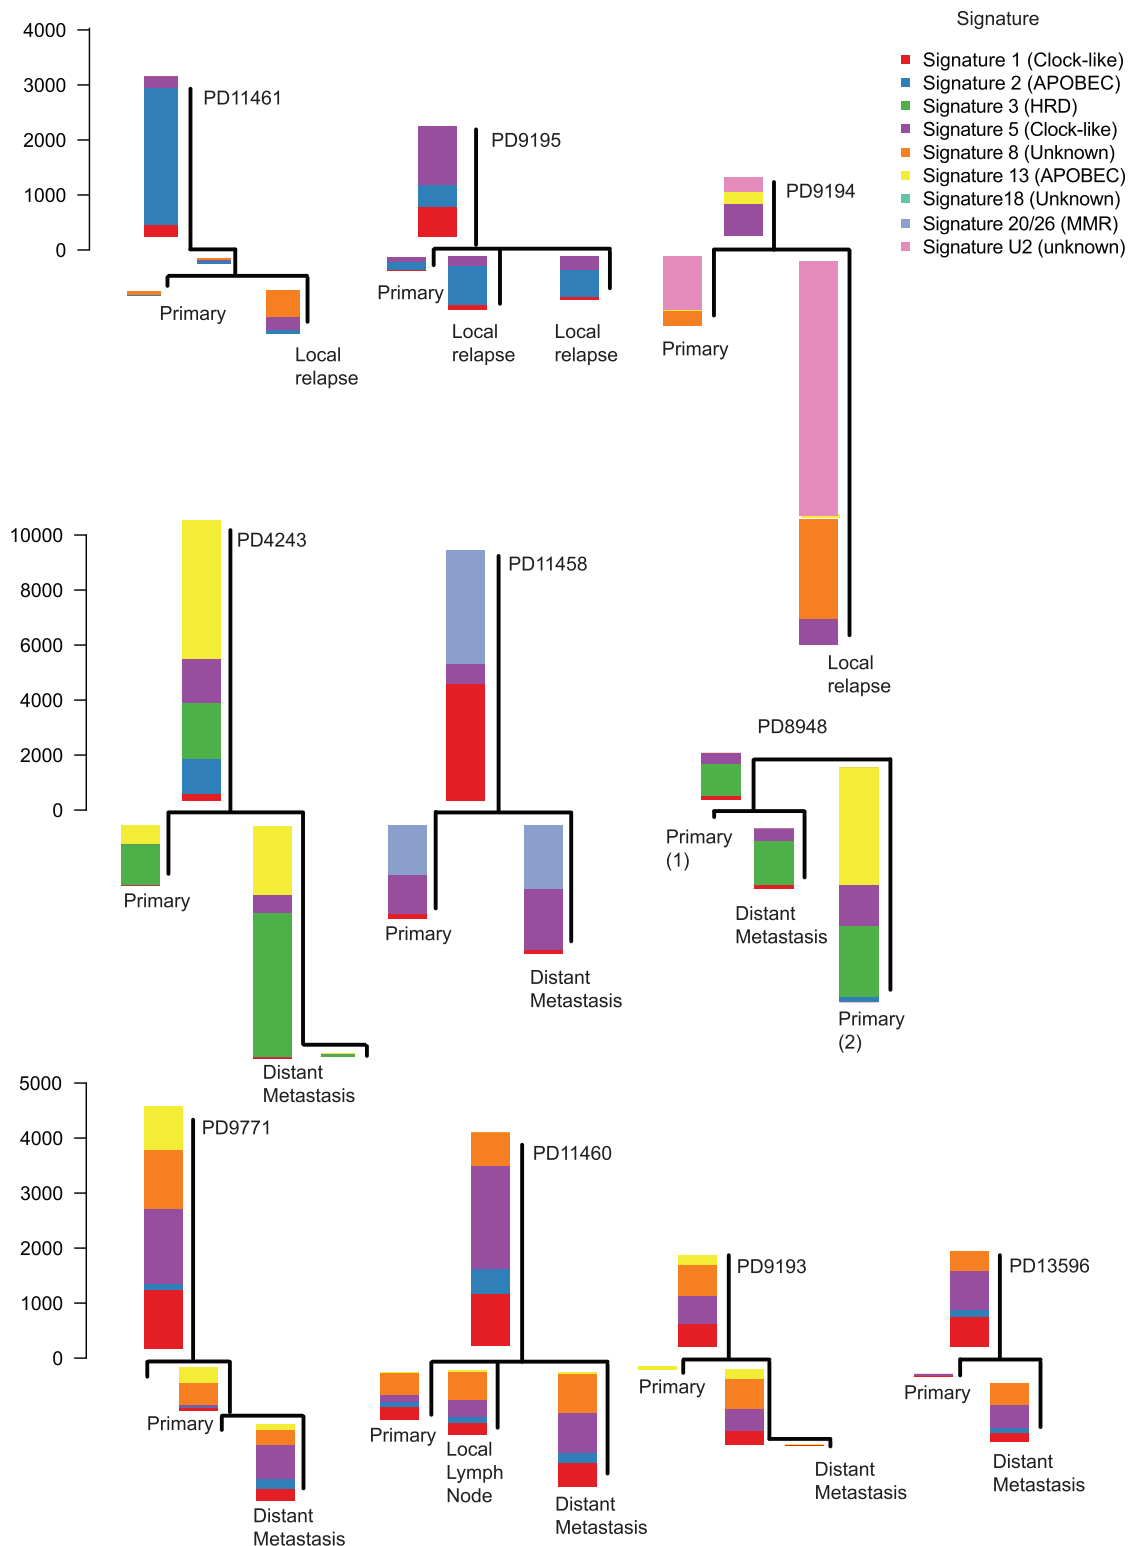 Signature
Signature 1 (Clock-like)
Signature 2 (APOBEC)
Signature 3 (HRD)
Signature 5 (Clock-like)
Signature 8 (Unknown)
Signature 13 (APOBEC)
Signature18 (Unknown)
Signature 20/26 (MMR)
Signature U2 (unknown)
4000
3000
2000
1000
0
PD11461
Primary
Local
relapse
PD9195
Primary
Local
relapse
Local
relapse
PD9194
Primary
Local
relapse
10000
8000
6000
4000
2000
0
PD4243
Primary
Distant
Metastasis
PD11458
Primary
Distant
Metastasis
PD8948
Primary
(1)
Distant
Metastasis
Primary
(2)
5000
4000
3000
2000
1000
0
PD9771
Primary
Distant
Metastasis
PD11460
Primary
Local
Lymph
Node
Distant
Metastasis
PD9193
Primary
Distant
Metastasis
PD13596
Primary
Distant
Metastasis